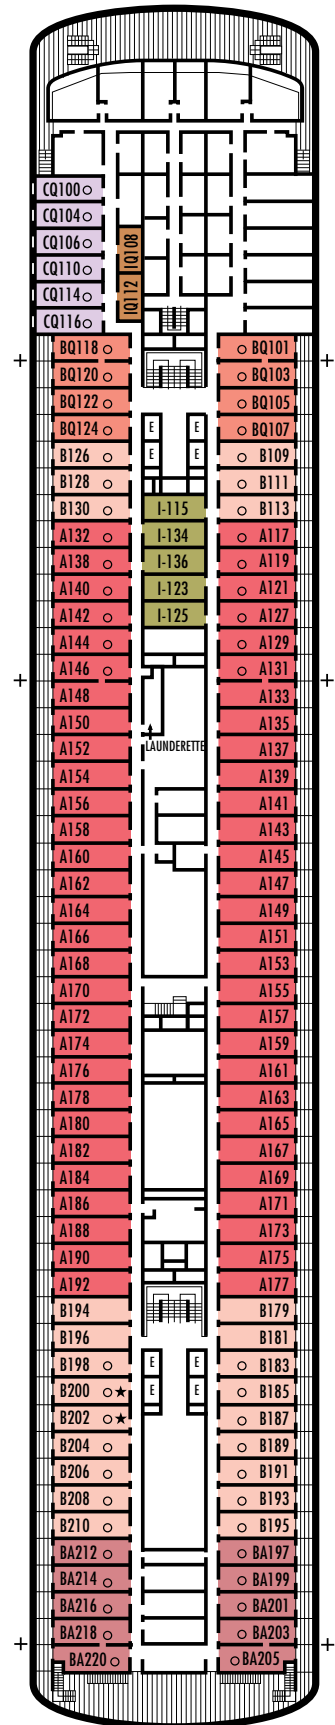 CQ100
CQ104
CQ106 IQ108
CQ110
CQ114 IQ112
CQ116
BQ118 BQ101
BQ120 BQ103
BQ122 BQ105
BQ124 E E BQ107
B126 E E B109
B128 B111
B130 I-115 B113
A132 I-134 A117
A138 I-136 A119
A140 I-123 A121
A142 I-125 A127
A144 A129
A146 A131
A148 A133
A150 A135
A152 LAUNDERETTE A137
A154 A139
A156 A141
A158 A143
A160 A145
A162 A147
A164 A149
A166 A151
A168 A153
A170 A155
A172 A157
A174 A159
A176 A161
A178 A163
A180 A165
A182 A167
A184 A169
A186 A171
A188 A173
A190 A175
A192 A177
B194 B179
B196 B181
B198 E E B183
B200 ★ E E B185
B202 ★ B187
B204 B189
B206 B191
B208 B193
B210 B195
BA212 BA197
BA214 BA199
BA216 BA201
BA218 BA203
BA220 BA205